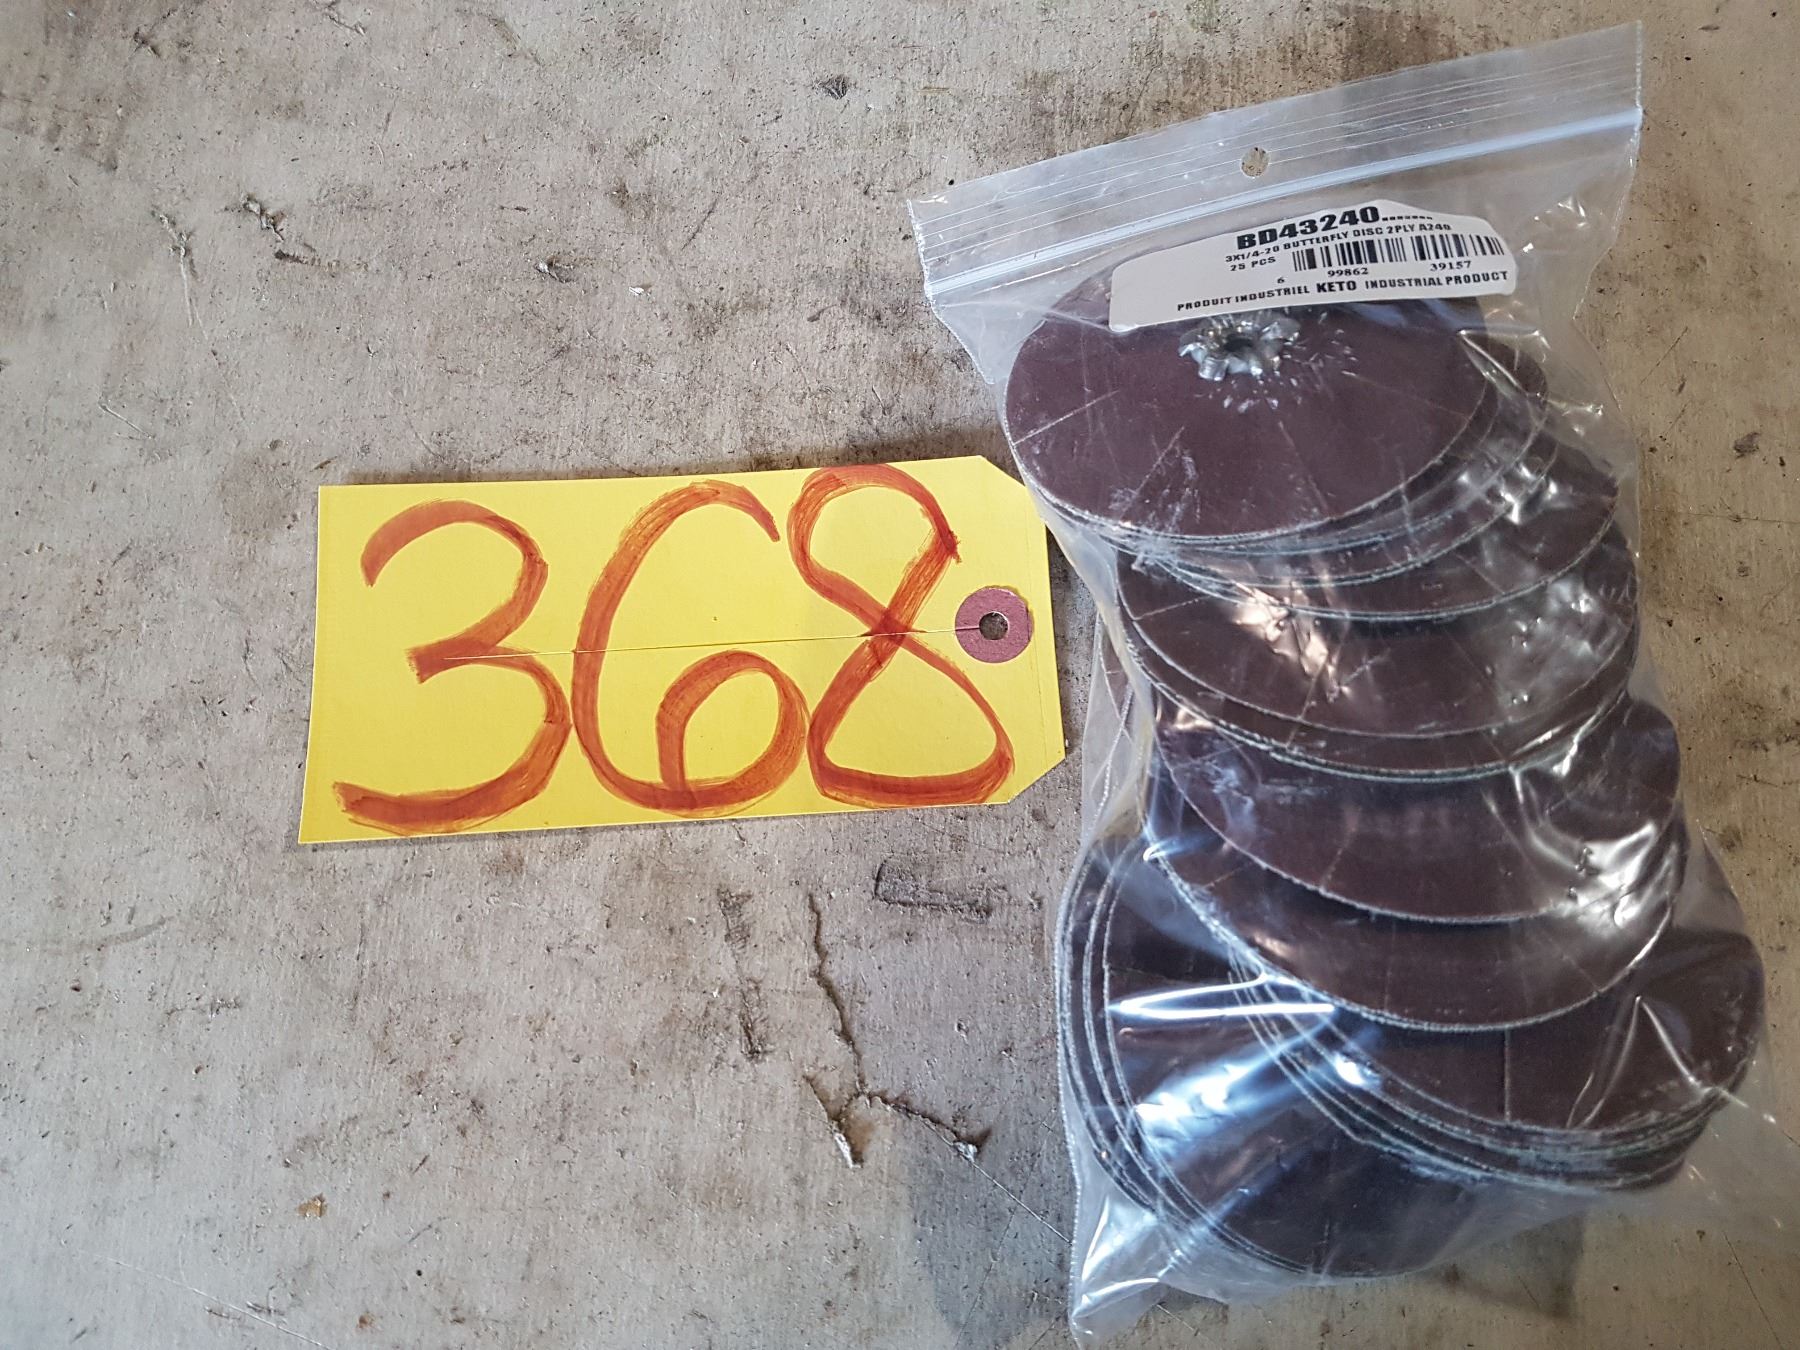 368
BD43240.......
3X1/4-20 BUTTERFLY DISC 2PLY A240
25 PCS
6 99862 39157
PRODUIT INDUSTRIEL KETO INDUSTRIAL PRODUCT